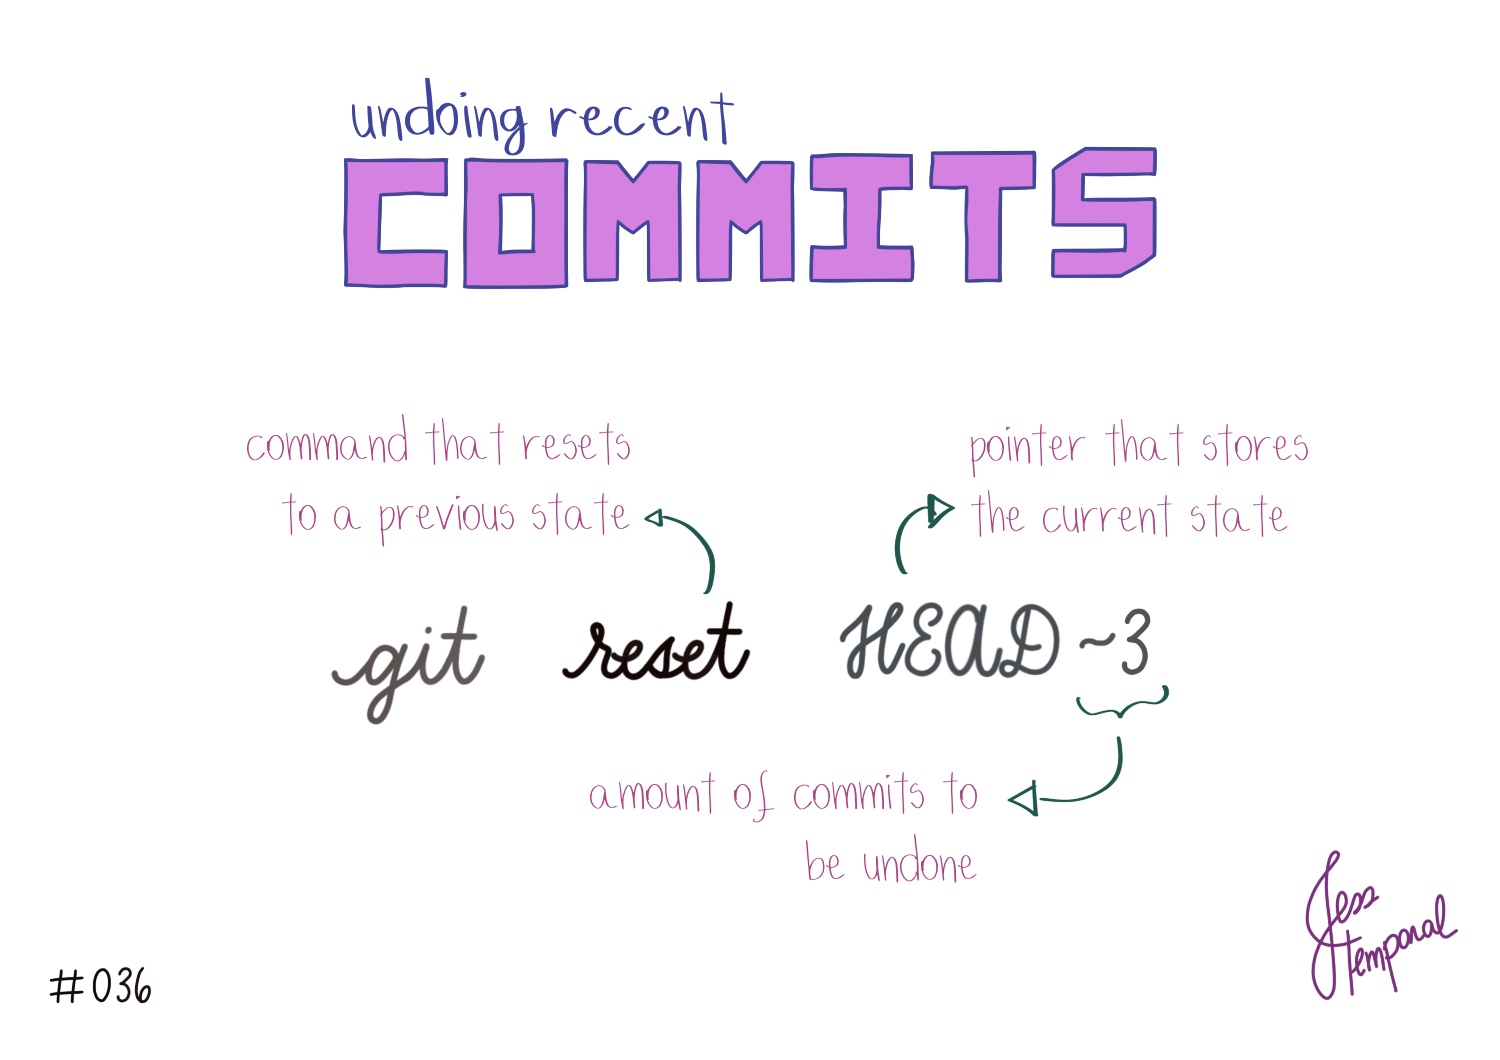 undoing recent
COMMITS
command that resets
to a previous state
pointer that stores
the current state
git reset HEAD ~3
amount of commits to
be undone
Jess
temporal
#036